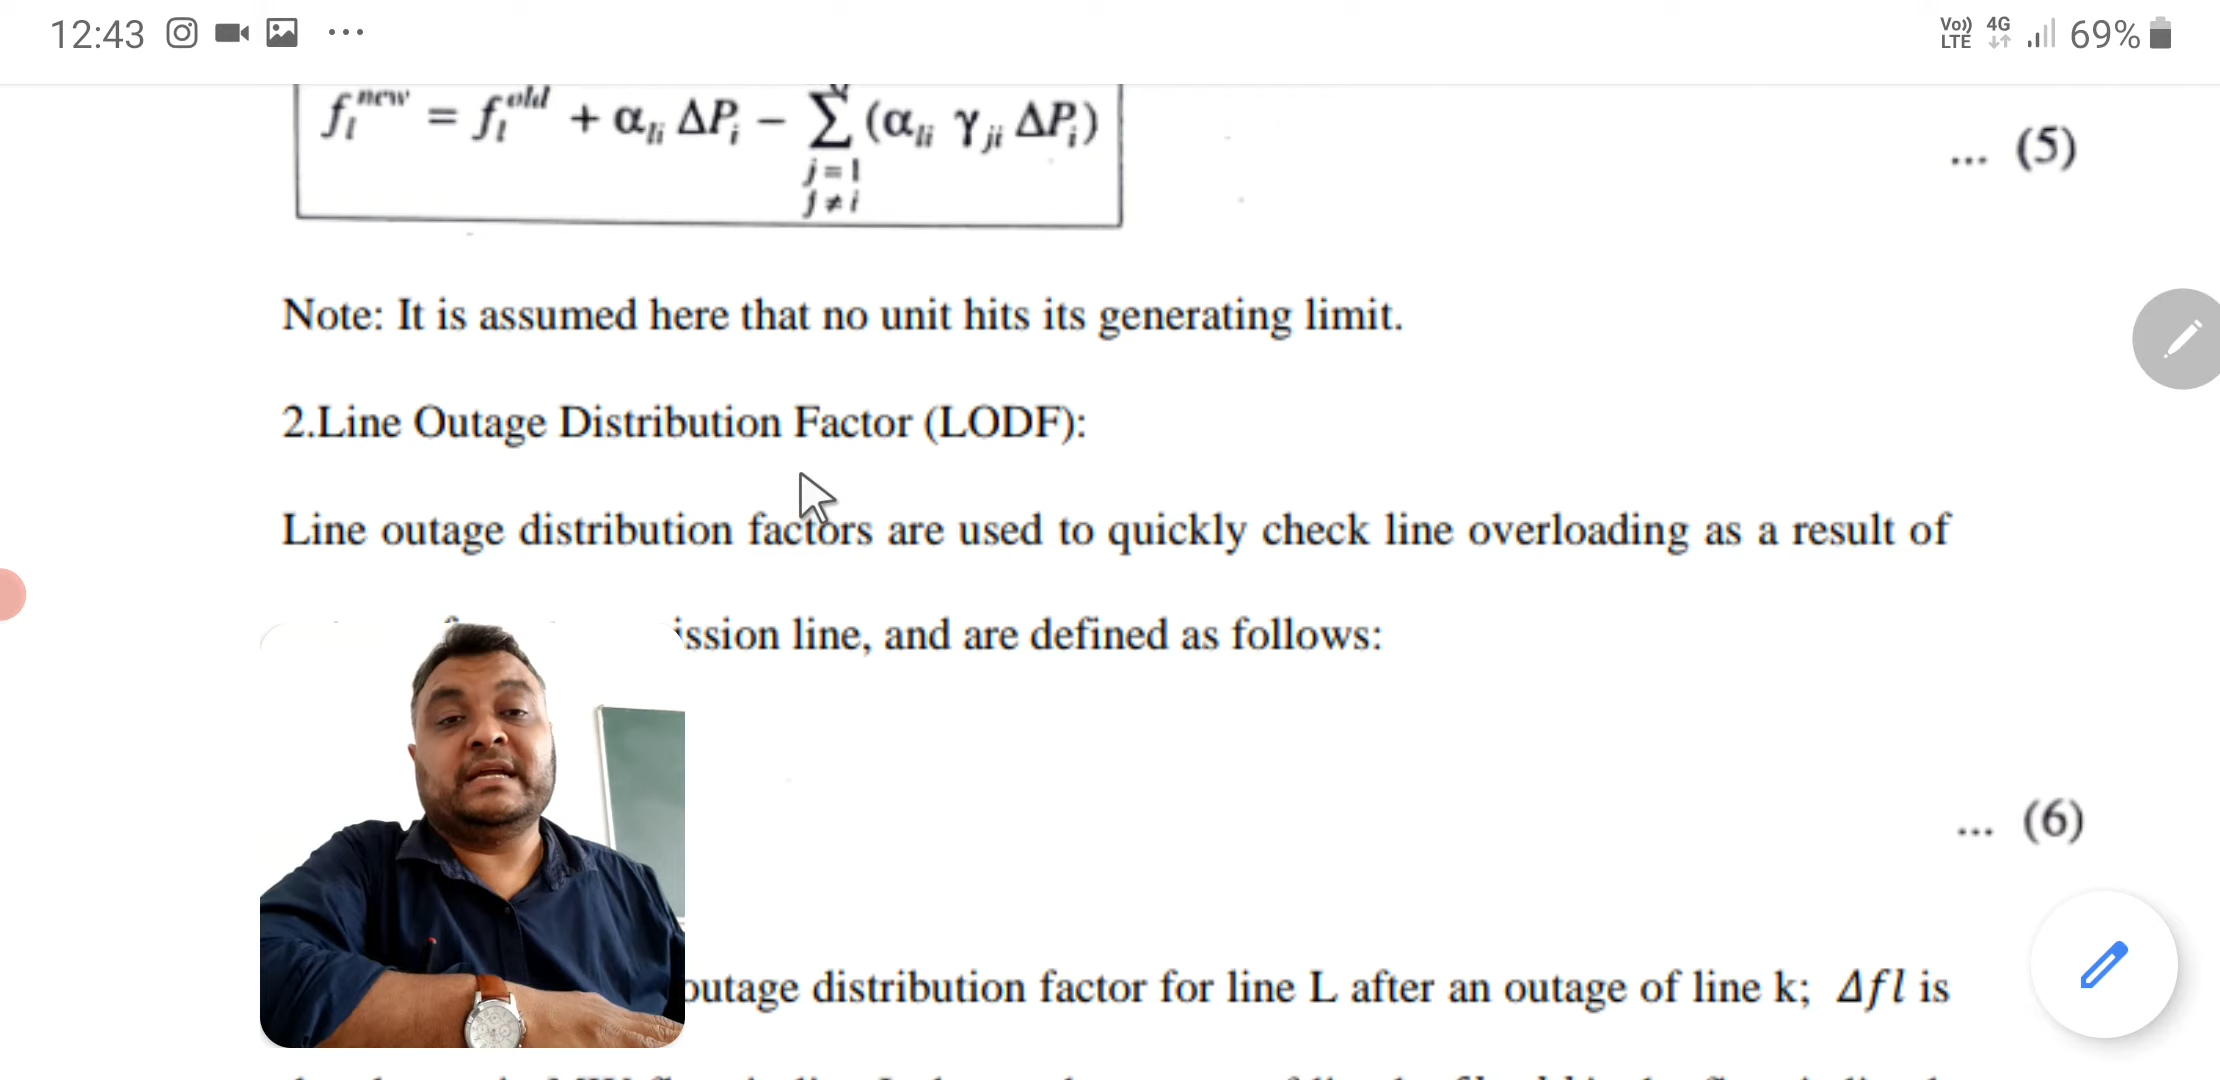 12:43 ... Vo)) LTE 4G 69%
f_l^new = f_l^old + α_li ΔP_i − Σ (α_li γ_ji ΔP_i)
j = 1
j ≠ i
... (5)
Note: It is assumed here that no unit hits its generating limit.
2.Line Outage Distribution Factor (LODF):
Line outage distribution factors are used to quickly check line overloading as a result of
ission line, and are defined as follows:
... (6)
outage distribution factor for line L after an outage of line k; Δfl is